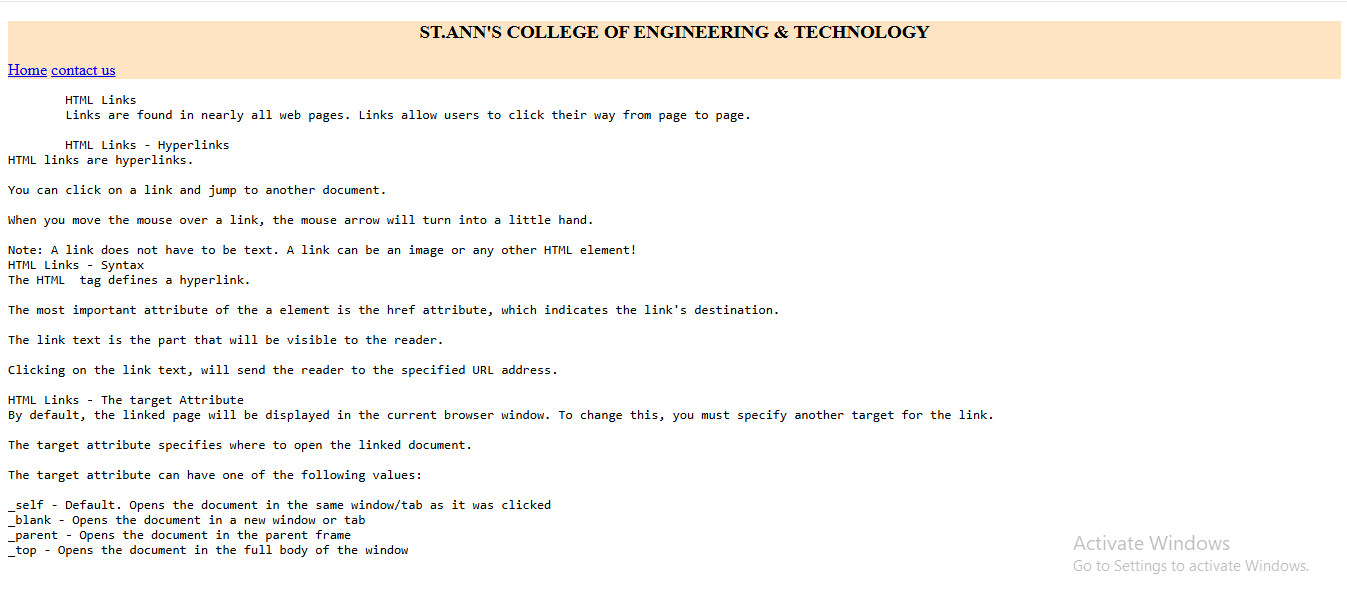 ST.ANN'S COLLEGE OF ENGINEERING & TECHNOLOGY
Home contact us
HTML Links
Links are found in nearly all web pages. Links allow users to click their way from page to page.
HTML Links - Hyperlinks
HTML links are hyperlinks.
You can click on a link and jump to another document.
When you move the mouse over a link, the mouse arrow will turn into a little hand.
Note: A link does not have to be text. A link can be an image or any other HTML element!
HTML Links - Syntax
The HTML  tag defines a hyperlink.
The most important attribute of the a element is the href attribute, which indicates the link's destination.
The link text is the part that will be visible to the reader.
Clicking on the link text, will send the reader to the specified URL address.
HTML Links - The target Attribute
By default, the linked page will be displayed in the current browser window. To change this, you must specify another target for the link.
The target attribute specifies where to open the linked document.
The target attribute can have one of the following values:
_self - Default. Opens the document in the same window/tab as it was clicked
_blank - Opens the document in a new window or tab
_parent - Opens the document in the parent frame
_top - Opens the document in the full body of the window
Activate Windows
Go to Settings to activate Windows.